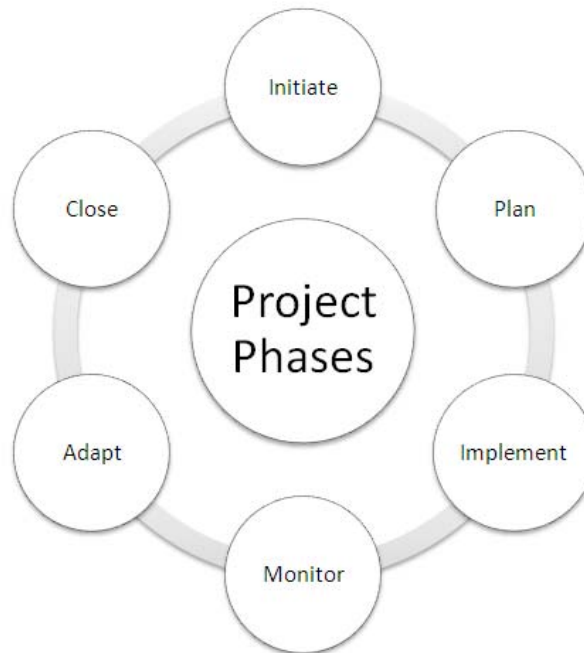 Initiate
Plan
Implement
Monitor
Adapt
Close
Project
Phases